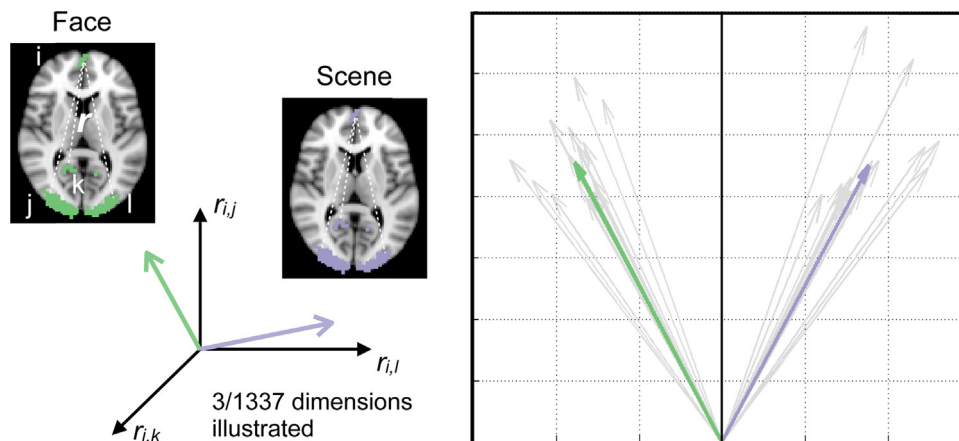 Face
i
r
k
j
l
Scene
r_{i,j}
r_{i,l}
r_{i,k}
3/1337 dimensions
illustrated